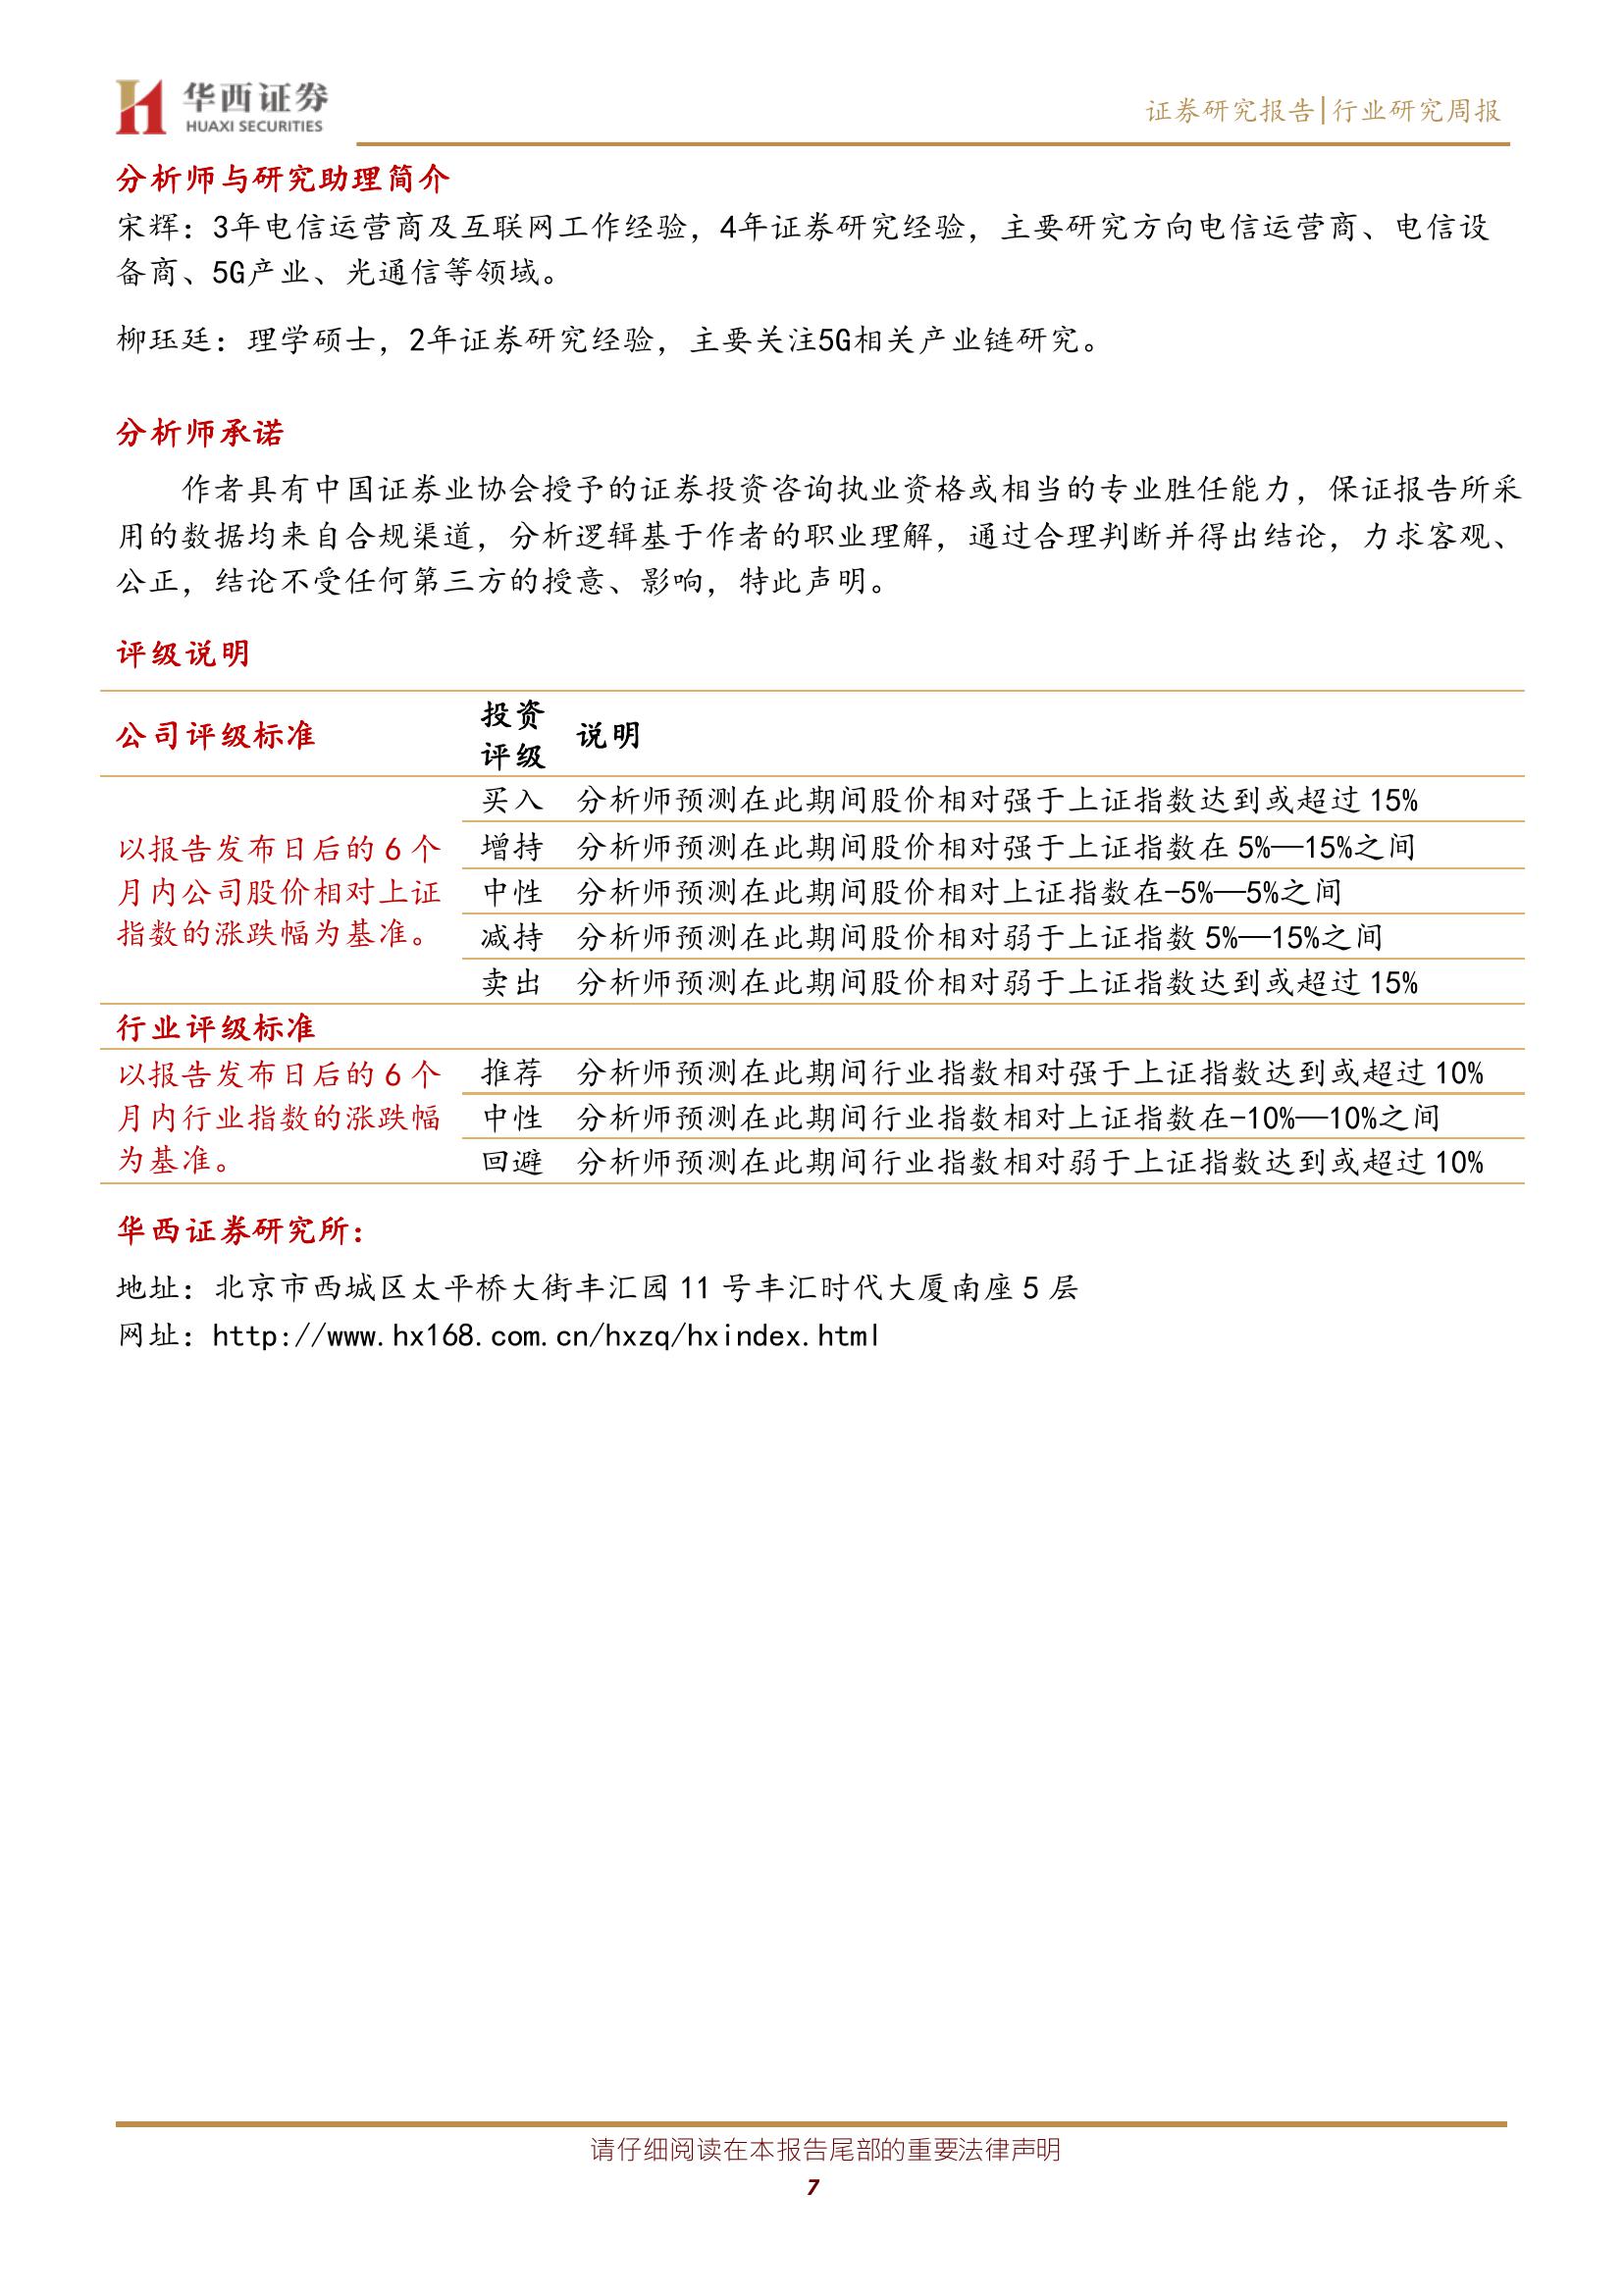 华西证券
HUAXI SECURITIES
证券研究报告|行业研究周报
分析师与研究助理简介
宋辉：3年电信运营商及互联网工作经验，4年证券研究经验，主要研究方向电信运营商、电信设
备商、5G产业、光通信等领域。
柳珏廷：理学硕士，2年证券研究经验，主要关注5G相关产业链研究。
分析师承诺
作者具有中国证券业协会授予的证券投资咨询执业资格或相当的专业胜任能力，保证报告所采
用的数据均来自合规渠道，分析逻辑基于作者的职业理解，通过合理判断并得出结论，力求客观、
公正，结论不受任何第三方的授意、影响，特此声明。
评级说明
公司评级标准 投资评级 说明
以报告发布日后的 6 个
月内公司股价相对上证
指数的涨跌幅为基准。
买入 分析师预测在此期间股价相对强于上证指数达到或超过 15%
增持 分析师预测在此期间股价相对强于上证指数在 5%—15%之间
中性 分析师预测在此期间股价相对上证指数在-5%—5%之间
减持 分析师预测在此期间股价相对弱于上证指数 5%—15%之间
卖出 分析师预测在此期间股价相对弱于上证指数达到或超过 15%
行业评级标准
以报告发布日后的 6 个
月内行业指数的涨跌幅
为基准。
推荐 分析师预测在此期间行业指数相对强于上证指数达到或超过 10%
中性 分析师预测在此期间行业指数相对上证指数在-10%—10%之间
回避 分析师预测在此期间行业指数相对弱于上证指数达到或超过 10%
华西证券研究所：
地址：北京市西城区太平桥大街丰汇园 11 号丰汇时代大厦南座 5 层
网址：http://www.hx168.com.cn/hxzq/hxindex.html
请仔细阅读在本报告尾部的重要法律声明
7